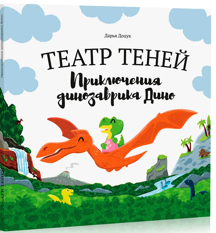 Дарья Доцук
ТЕАТР ТЕНЕЙ
Приключения
динозаврика Дино